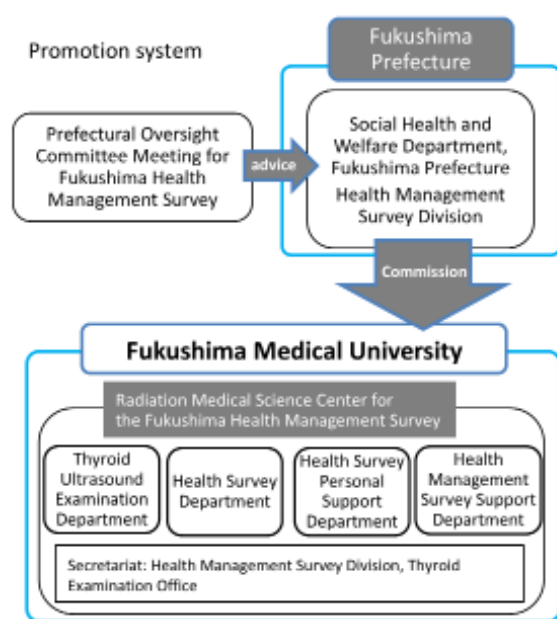 Promotion system
Fukushima
Prefecture
Prefectural Oversight
Committee Meeting for
Fukushima Health
Management Survey
advice
Social Health and
Welfare Department,
Fukushima Prefecture
Health Management
Survey Division
Commission
Fukushima Medical University
Radiation Medical Science Center for
the Fukushima Health Management Survey
Thyroid
Ultrasound
Examination
Department
Health Survey
Department
Health Survey
Personal
Support
Department
Health
Management
Survey Support
Department
Secretariat: Health Management Survey Division, Thyroid
Examination Office